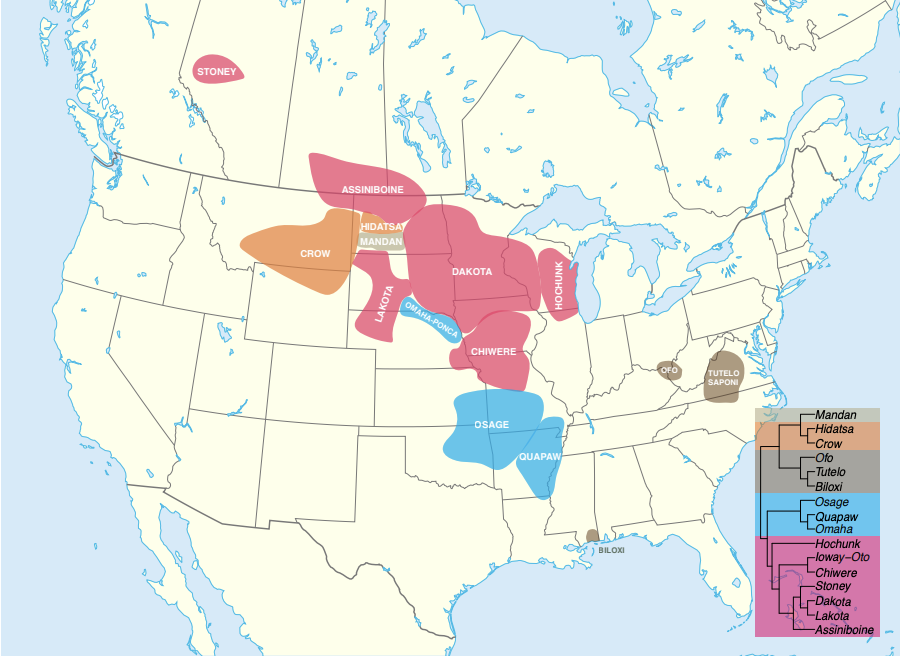 STONEY
ASSINIBOINE
HIDATSA
MANDAN
CROW
DAKOTA
HOCHUNK
LAKOTA
OMAHA-PONCA
CHIWERE
OFO
TUTELO
SAPONI
OSAGE
QUAPAW
BILOXI
Mandan
Hidatsa
Crow
Ofo
Tutelo
Biloxi
Osage
Quapaw
Omaha
Hochunk
Ioway-Oto
Chiwere
Stoney
Dakota
Lakota
Assiniboine